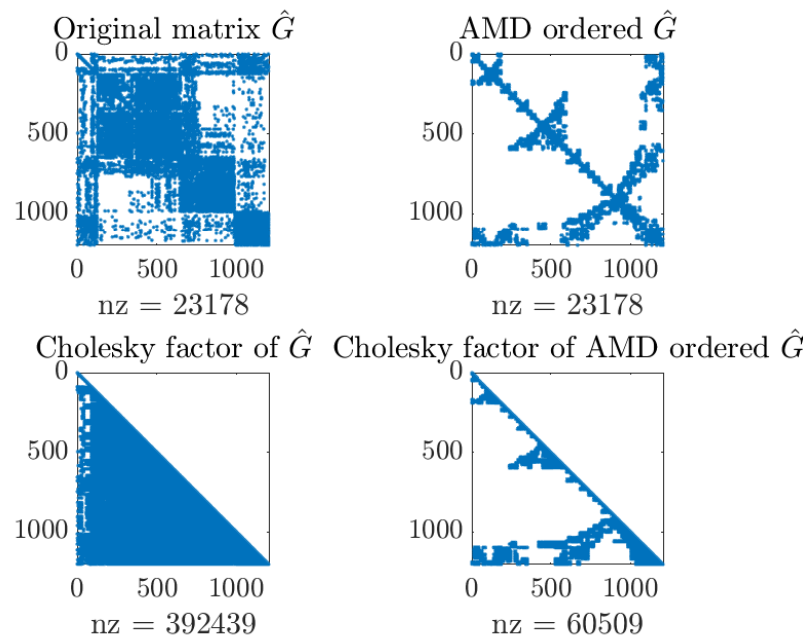 Original matrix Ĝ
0
500
1000
0 500 1000
nz = 23178
AMD ordered Ĝ
0
500
1000
0 500 1000
nz = 23178
Cholesky factor of Ĝ
0
500
1000
0 500 1000
nz = 392439
Cholesky factor of AMD ordered Ĝ
0
500
1000
0 500 1000
nz = 60509